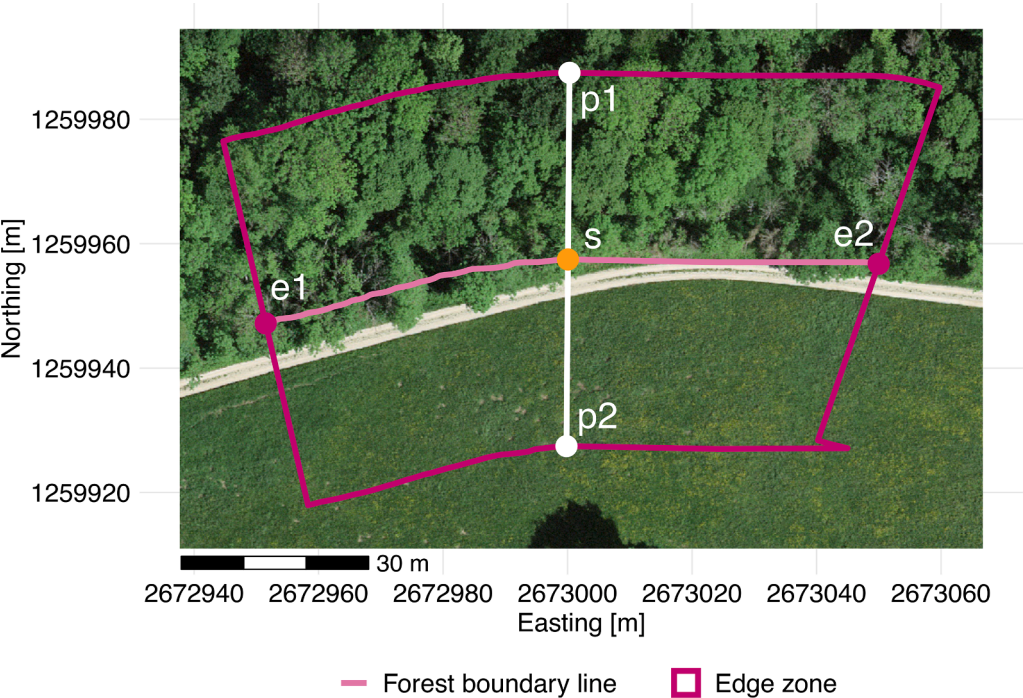 p1
1259980
s
e2
1259960
e1
Northing [m]
1259940
p2
1259920
30 m
2672940 2672960 2672980 2673000 2673020 2673040 2673060
Easting [m]
Forest boundary line Edge zone